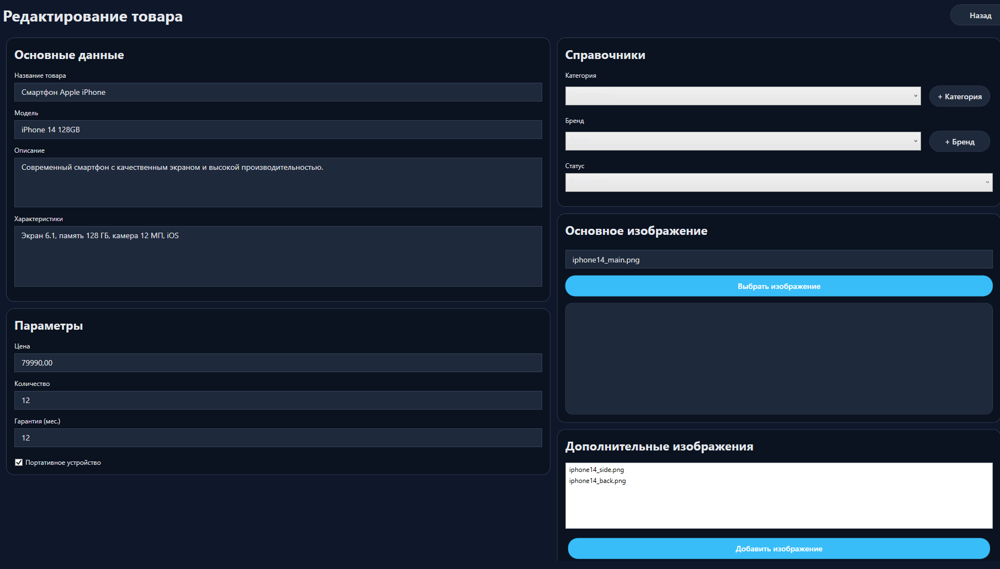 Редактирование товара
Назад
Основные данные
Название товара
Смартфон Apple iPhone
Модель
iPhone 14 128GB
Описание
Современный смартфон с качественным экраном и высокой производительностью.
Характеристики
Экран 6.1, память 128 ГБ, камера 12 МП, iOS
Параметры
Цена
79990,00
Количество
12
Гарантия (мес.)
12
Портативное устройство
Справочники
Категория
+ Категория
Бренд
+ Бренд
Статус
Основное изображение
iphone14_main.png
Выбрать изображение
Дополнительные изображения
iphone14_side.png
iphone14_back.png
Добавить изображение